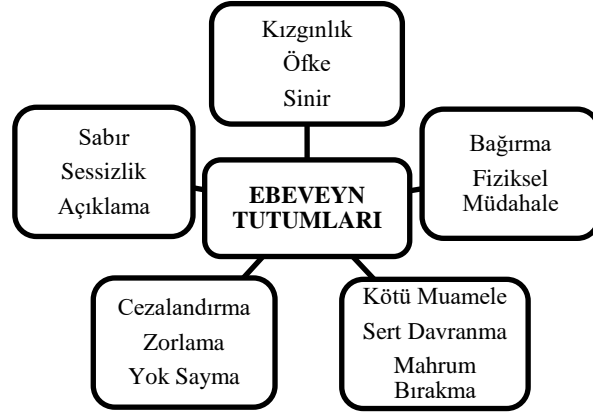 Kızgınlık
Öfke
Sinir
Sabır
Sessizlik
Açıklama
EBEVEYN
TUTUMLARI
Bağırma
Fiziksel
Müdahale
Cezalandırma
Zorlama
Yok Sayma
Kötü Muamele
Sert Davranma
Mahrum
Bırakma